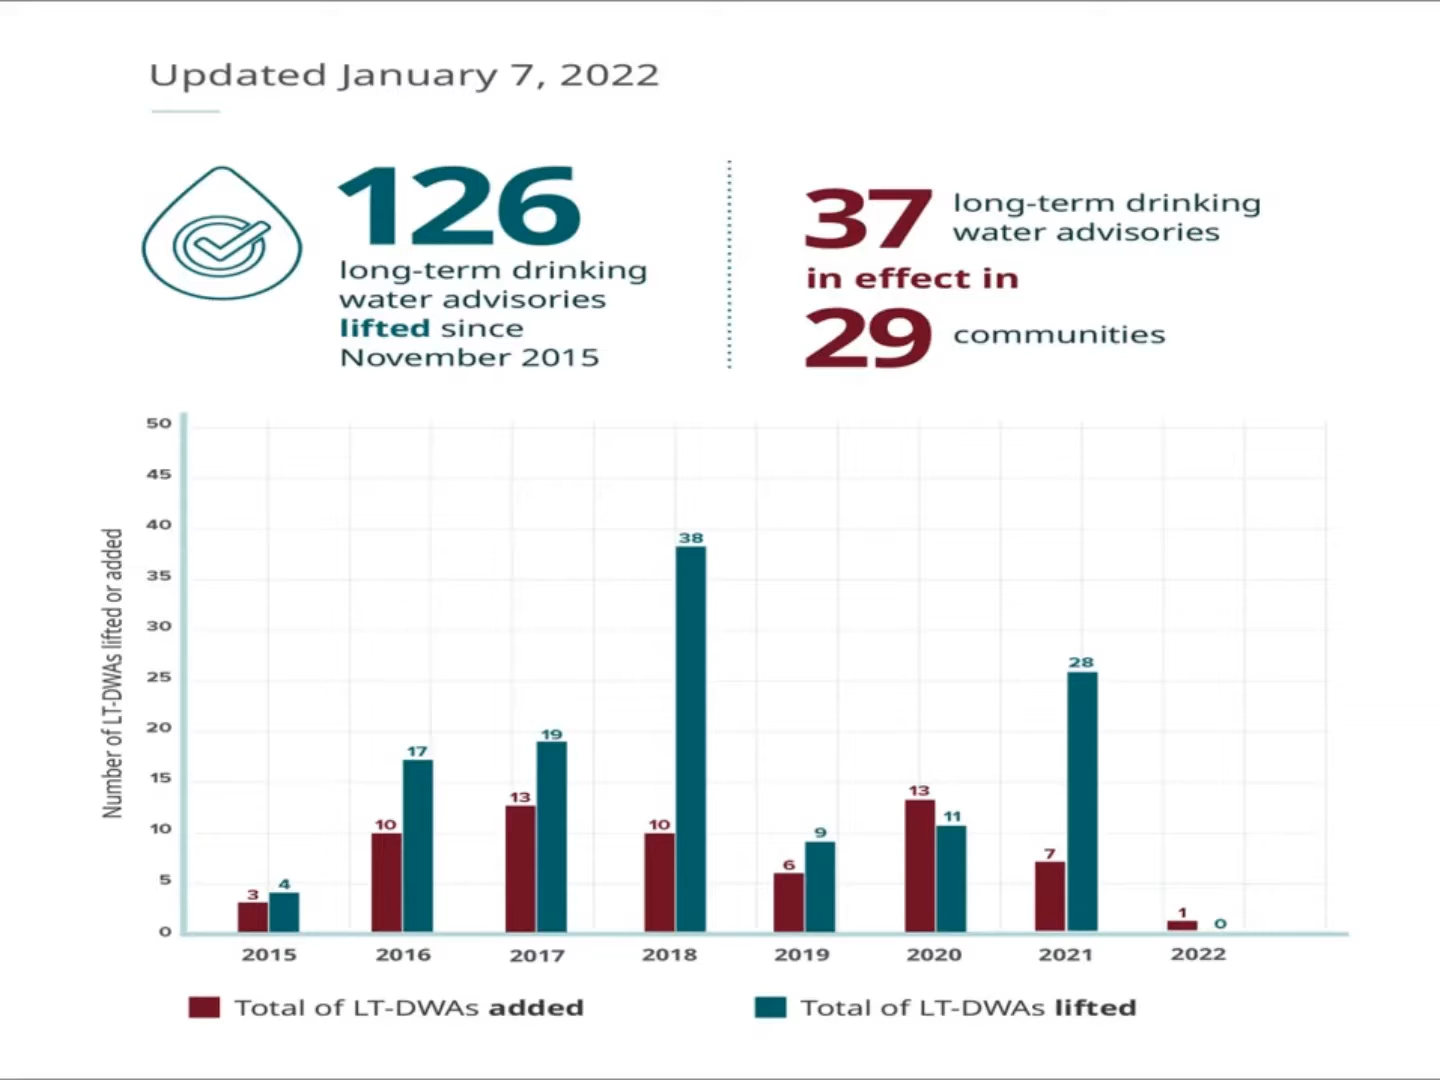 Updated January 7, 2022
126
long-term drinking
water advisories
lifted since
November 2015
37 long-term drinking
water advisories
in effect in
29 communities
Number of LT-DWAs lifted or added
50
45
40
35
30
25
20
15
10
5
0
3 4
10 17
13 19
10 38
6 9
13 11
7 28
1 0
2015 2016 2017 2018 2019 2020 2021 2022
Total of LT-DWAs added Total of LT-DWAs lifted